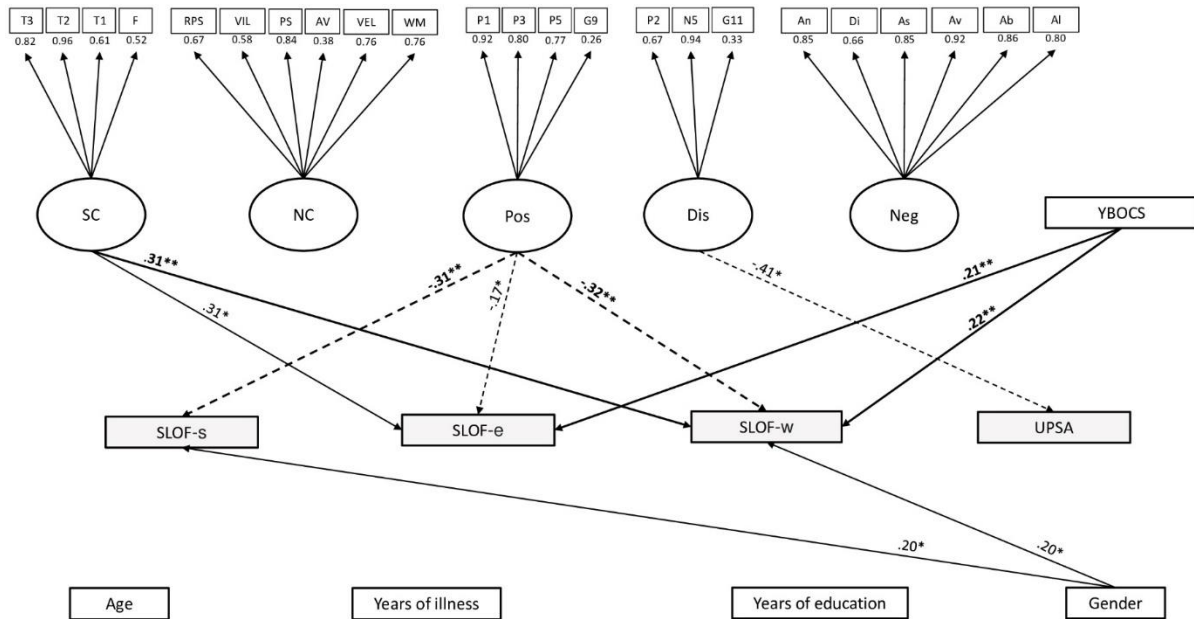 T3 T2 T1 F RPS VIL PS AV VEL WM P1 P3 P5 G9 P2 N5 G11 An Di As Av Ab Al
0.82 0.96 0.61 0.52 0.67 0.58 0.84 0.38 0.76 0.76 0.92 0.80 0.77 0.26 0.67 0.94 0.33 0.85 0.66 0.85 0.92 0.86 0.80
SC NC Pos Dis Neg YBOCS
.31** -.31** -.17* -.32** -.41* .21**
.31* .22**
SLOF-s SLOF-e SLOF-w UPSA
.20* .20*
Age Years of illness Years of education Gender